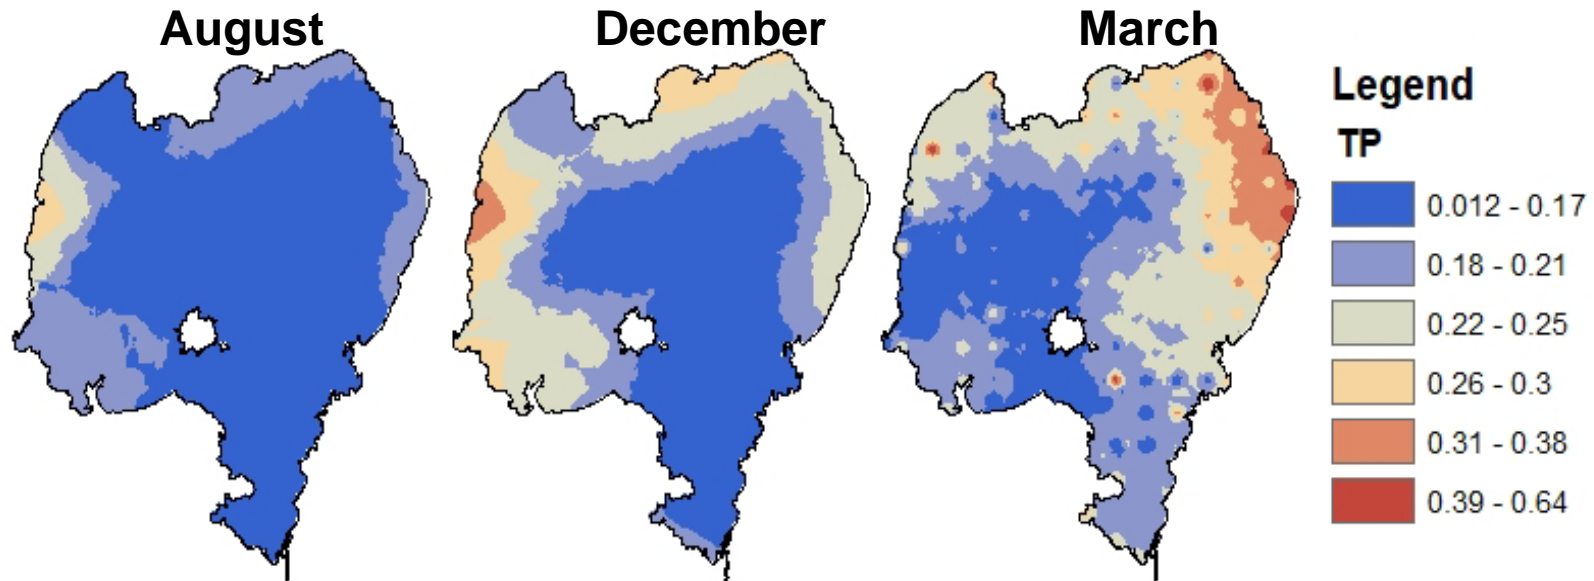 August
December
March
Legend
TP
0.012 - 0.17
0.18 - 0.21
0.22 - 0.25
0.26 - 0.3
0.31 - 0.38
0.39 - 0.64